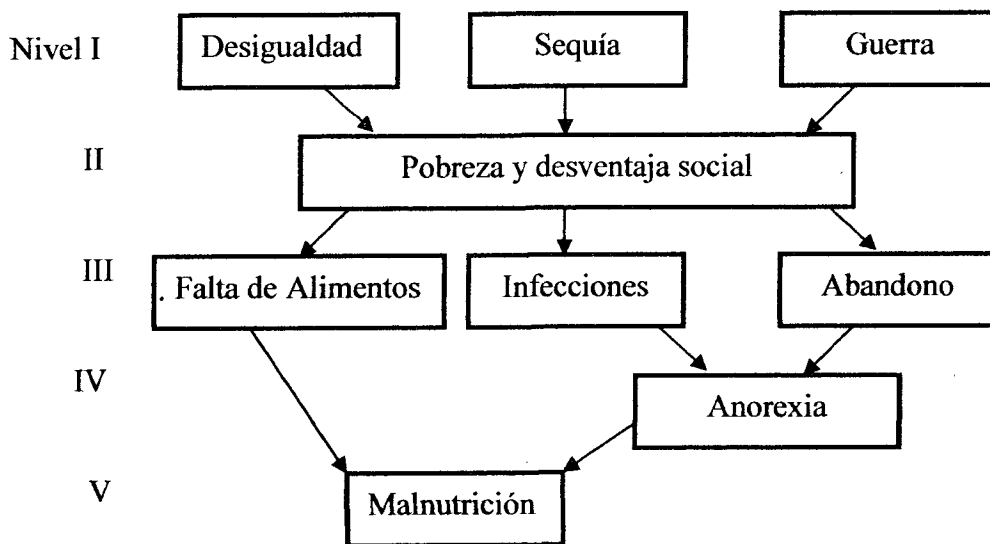 Nivel I
Desigualdad
Sequía
Guerra
II
Pobreza y desventaja social
III
. Falta de Alimentos
Infecciones
Abandono
IV
Anorexia
V
Malnutrición